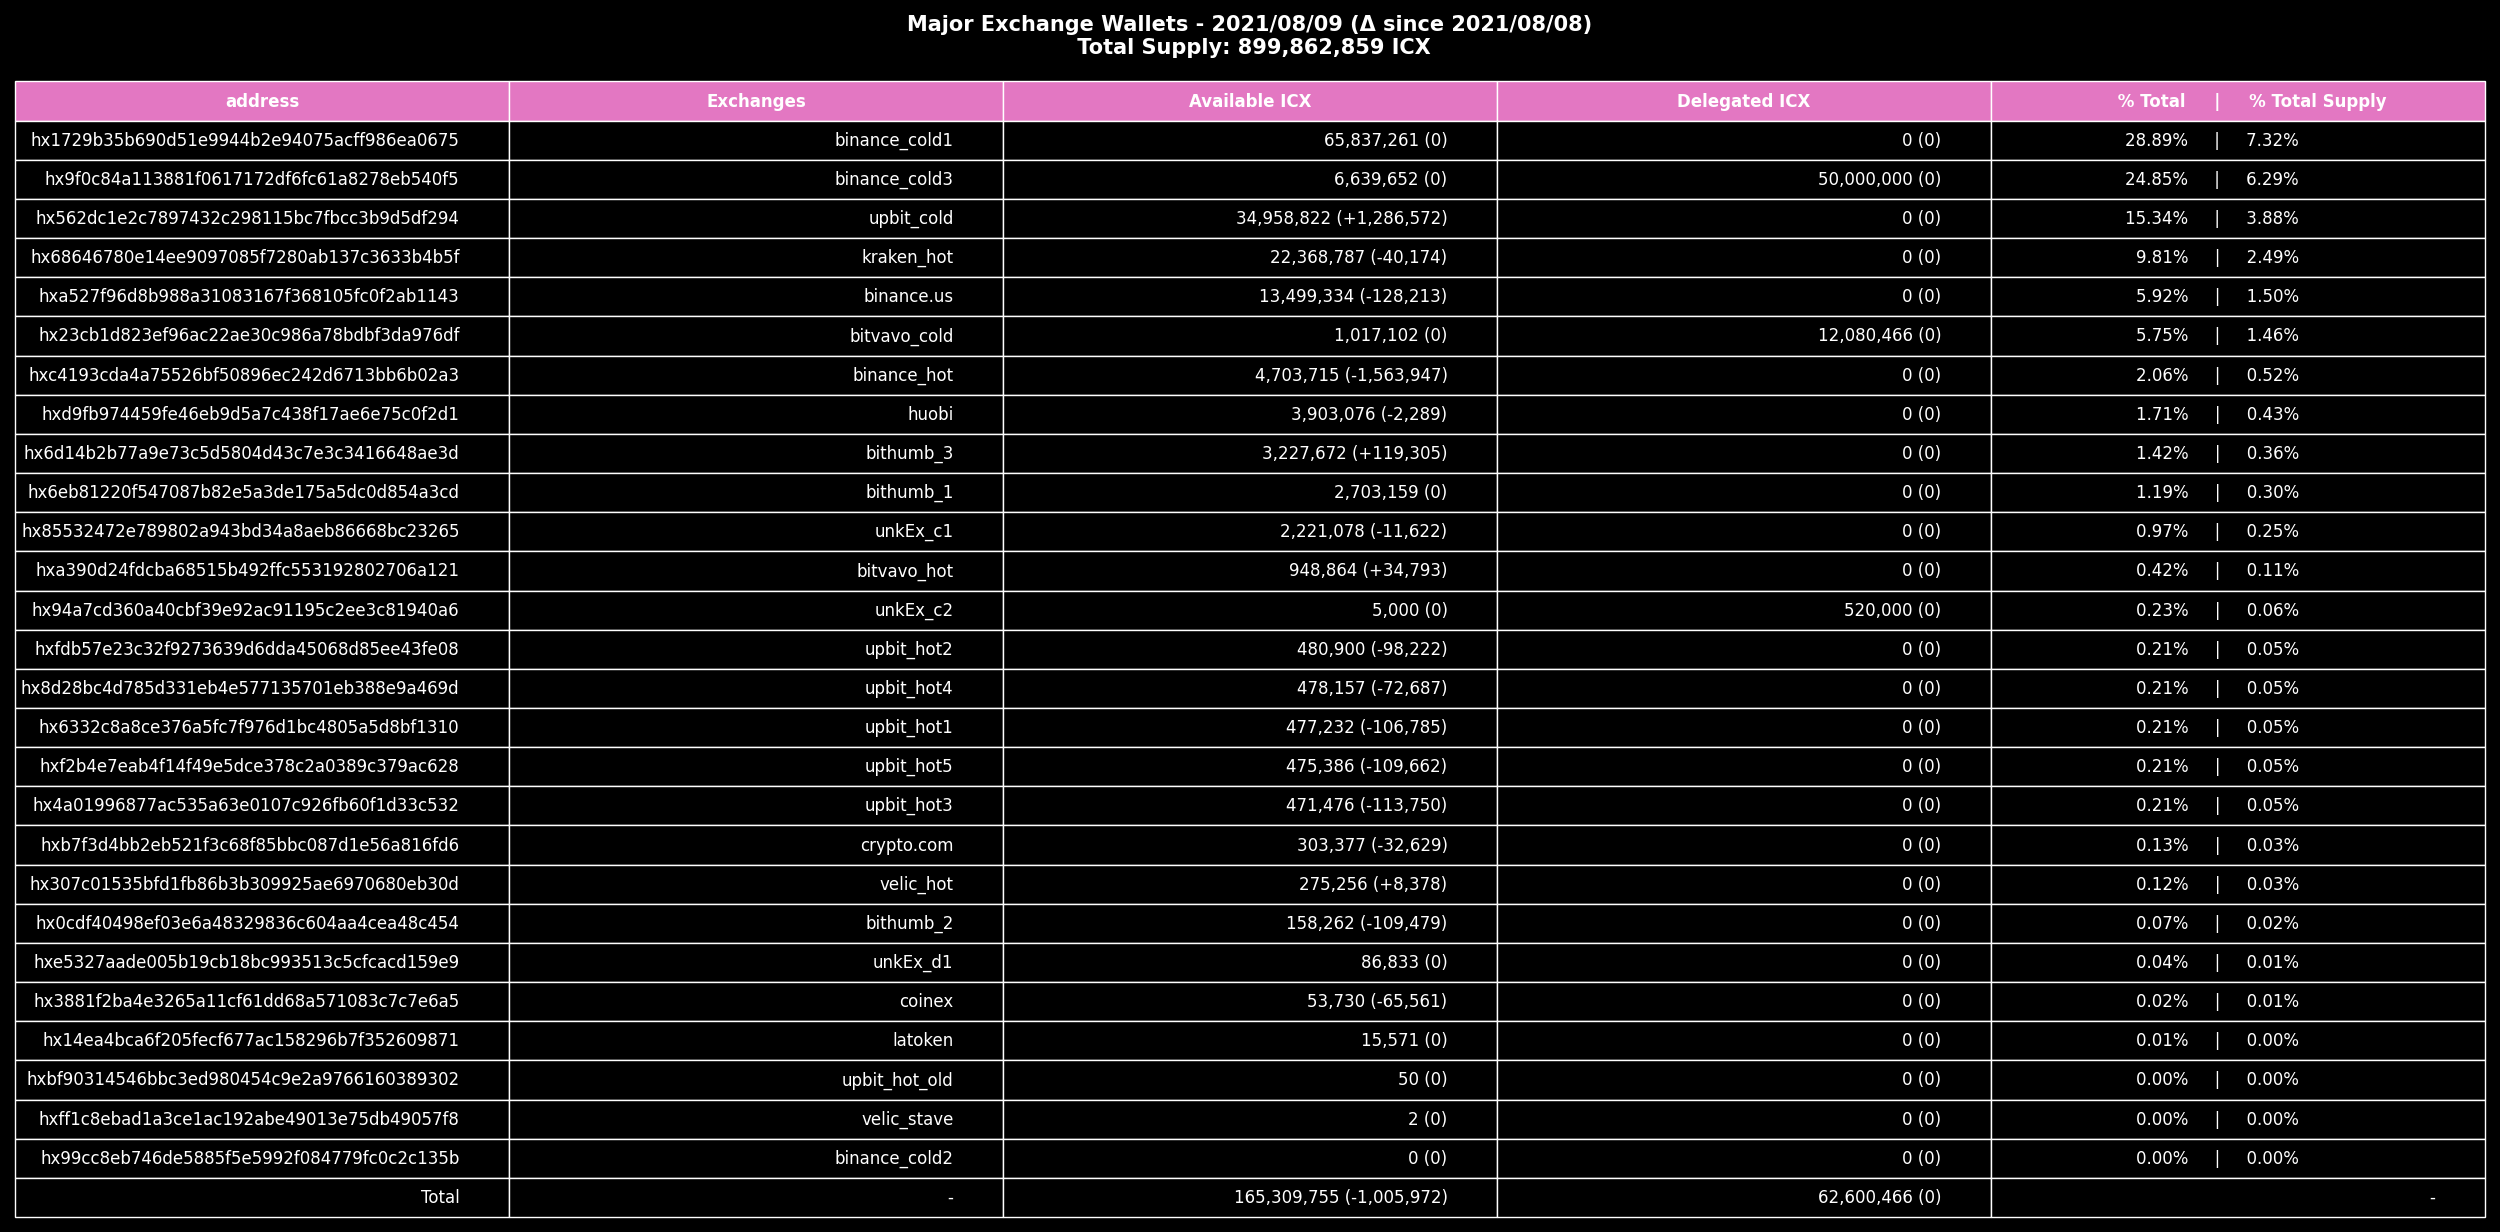 Major Exchange Wallets - 2021/08/09 (Δ since 2021/08/08)
Total Supply: 899,862,859 ICX
address Exchanges Available ICX Delegated ICX % Total | % Total Supply
hx1729b35b690d51e9944b2e94075acff986ea0675 binance_cold1 65,837,261 (0) 0 (0) 28.89% | 7.32%
hx9f0c84a113881f0617172df6fc61a8278eb540f5 binance_cold3 6,639,652 (0) 50,000,000 (0) 24.85% | 6.29%
hx562dc1e2c7897432c298115bc7fbcc3b9d5df294 upbit_cold 34,958,822 (+1,286,572) 0 (0) 15.34% | 3.88%
hx68646780e14ee9097085f7280ab137c3633b4b5f kraken_hot 22,368,787 (-40,174) 0 (0) 9.81% | 2.49%
hxa527f96d8b988a31083167f368105fc0f2ab1143 binance.us 13,499,334 (-128,213) 0 (0) 5.92% | 1.50%
hx23cb1d823ef96ac22ae30c986a78bdbf3da976df bitvavo_cold 1,017,102 (0) 12,080,466 (0) 5.75% | 1.46%
hxc4193cda4a75526bf50896ec242d6713bb6b02a3 binance_hot 4,703,715 (-1,563,947) 0 (0) 2.06% | 0.52%
hxd9fb974459fe46eb9d5a7c438f17ae6e75c0f2d1 huobi 3,903,076 (-2,289) 0 (0) 1.71% | 0.43%
hx6d14b2b77a9e73c5d5804d43c7e3c3416648ae3d bithumb_3 3,227,672 (+119,305) 0 (0) 1.42% | 0.36%
hx6eb81220f547087b82e5a3de175a5dc0d854a3cd bithumb_1 2,703,159 (0) 0 (0) 1.19% | 0.30%
hx85532472e789802a943bd34a8aeb86668bc23265 unkEx_c1 2,221,078 (-11,622) 0 (0) 0.97% | 0.25%
hxa390d24fdcba68515b492ffc553192802706a121 bitvavo_hot 948,864 (+34,793) 0 (0) 0.42% | 0.11%
hx94a7cd360a40cbf39e92ac91195c2ee3c81940a6 unkEx_c2 5,000 (0) 520,000 (0) 0.23% | 0.06%
hxfdb57e23c32f9273639d6dda45068d85ee43fe08 upbit_hot2 480,900 (-98,222) 0 (0) 0.21% | 0.05%
hx8d28bc4d785d331eb4e577135701eb388e9a469d upbit_hot4 478,157 (-72,687) 0 (0) 0.21% | 0.05%
hx6332c8a8ce376a5fc7f976d1bc4805a5d8bf1310 upbit_hot1 477,232 (-106,785) 0 (0) 0.21% | 0.05%
hxf2b4e7eab4f14f49e5dce378c2a0389c379ac628 upbit_hot5 475,386 (-109,662) 0 (0) 0.21% | 0.05%
hx4a01996877ac535a63e0107c926fb60f1d33c532 upbit_hot3 471,476 (-113,750) 0 (0) 0.21% | 0.05%
hxb7f3d4bb2eb521f3c68f85bbc087d1e56a816fd6 crypto.com 303,377 (-32,629) 0 (0) 0.13% | 0.03%
hx307c01535bfd1fb86b3b309925ae6970680eb30d velic_hot 275,256 (+8,378) 0 (0) 0.12% | 0.03%
hx0cdf40498ef03e6a48329836c604aa4cea48c454 bithumb_2 158,262 (-109,479) 0 (0) 0.07% | 0.02%
hxe5327aade005b19cb18bc993513c5cfcacd159e9 unkEx_d1 86,833 (0) 0 (0) 0.04% | 0.01%
hx3881f2ba4e3265a11cf61dd68a571083c7c7e6a5 coinex 53,730 (-65,561) 0 (0) 0.02% | 0.01%
hx14ea4bca6f205fecf677ac158296b7f352609871 latoken 15,571 (0) 0 (0) 0.01% | 0.00%
hxbf90314546bbc3ed980454c9e2a9766160389302 upbit_hot_old 50 (0) 0 (0) 0.00% | 0.00%
hxff1c8ebad1a3ce1ac192abe49013e75db49057f8 velic_stave 2 (0) 0 (0) 0.00% | 0.00%
hx99cc8eb746de5885f5e5992f084779fc0c2c135b binance_cold2 0 (0) 0 (0) 0.00% | 0.00%
Total - 165,309,755 (-1,005,972) 62,600,466 (0) -